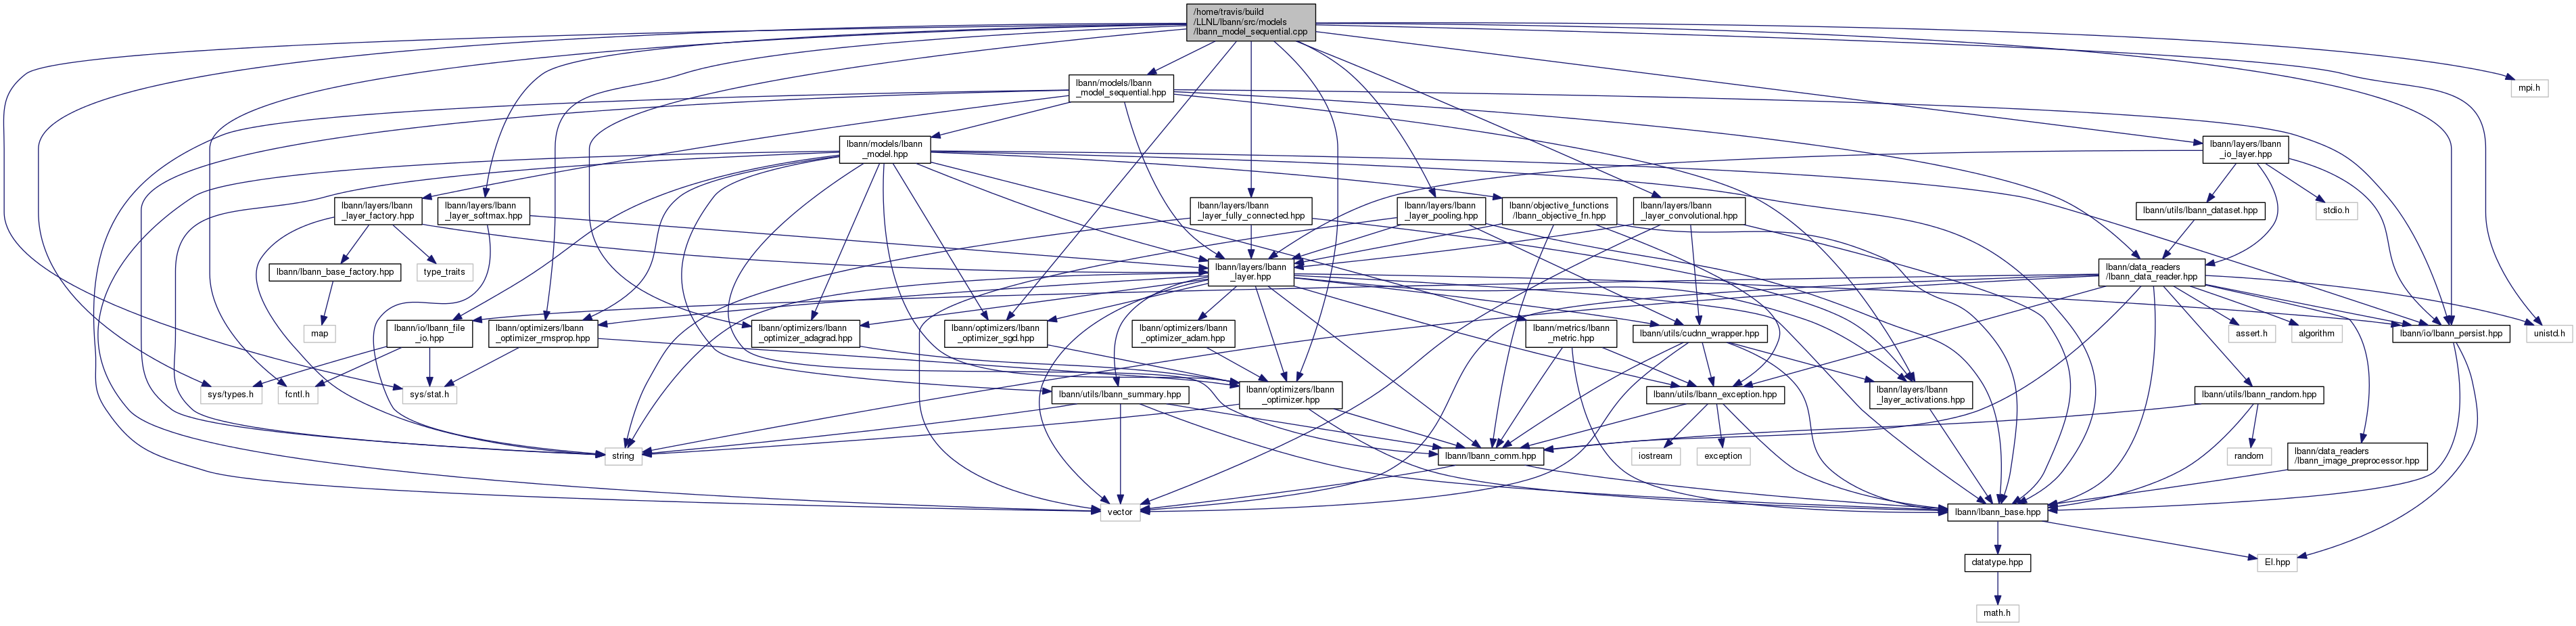 /home/travis/build
/LLNL/lbann/src/models
/lbann_model_sequential.cpp
lbann/models/lbann
_model_sequential.hpp
mpi.h
lbann/models/lbann
_model.hpp
lbann/layers/lbann
_io_layer.hpp
lbann/layers/lbann
_layer_factory.hpp
lbann/layers/lbann
_layer_softmax.hpp
lbann/layers/lbann
_layer_fully_connected.hpp
lbann/layers/lbann
_layer_pooling.hpp
lbann/objective_functions
/lbann_objective_fn.hpp
lbann/layers/lbann
_layer_convolutional.hpp
lbann/utils/lbann_dataset.hpp
stdio.h
lbann/lbann_base_factory.hpp
type_traits
lbann/layers/lbann
_layer.hpp
lbann/data_readers
/lbann_data_reader.hpp
map
lbann/io/lbann_file
_io.hpp
lbann/optimizers/lbann
_optimizer_rmsprop.hpp
lbann/optimizers/lbann
_optimizer_adagrad.hpp
lbann/optimizers/lbann
_optimizer_sgd.hpp
lbann/optimizers/lbann
_optimizer_adam.hpp
lbann/metrics/lbann
_metric.hpp
lbann/utils/cudnn_wrapper.hpp
assert.h
algorithm
lbann/io/lbann_persist.hpp
unistd.h
sys/types.h
fcntl.h
sys/stat.h
lbann/utils/lbann_summary.hpp
lbann/optimizers/lbann
_optimizer.hpp
lbann/utils/lbann_exception.hpp
lbann/layers/lbann
_layer_activations.hpp
lbann/utils/lbann_random.hpp
string
lbann/lbann_comm.hpp
iostream
exception
random
lbann/data_readers
/lbann_image_preprocessor.hpp
vector
lbann/lbann_base.hpp
datatype.hpp
El.hpp
math.h